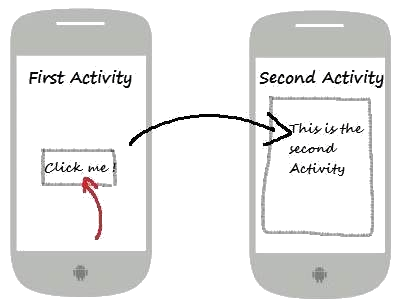 First Activity
Click me !
Second Activity
This is the
second
Activity